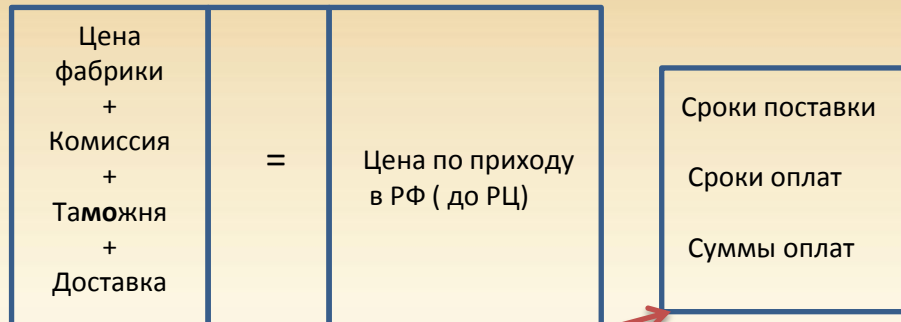 Цена
фабрики
+
Комиссия
+
Таможня
+
Доставка
=
Цена по приходу
в РФ ( до РЦ)
Сроки поставки
Сроки оплат
Суммы оплат